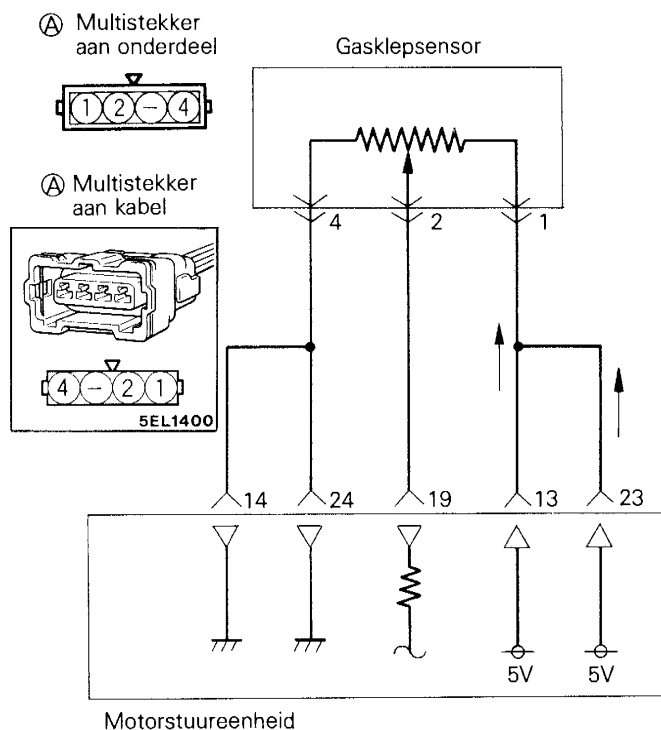 Ⓐ Multistekker
aan onderdeel
1 2 – 4
Ⓐ Multistekker
aan kabel
4 – 2 1
5EL1400
Gasklepsensor
4 2 1
14 24 19 13 23
5V 5V
Motorstuureenheid